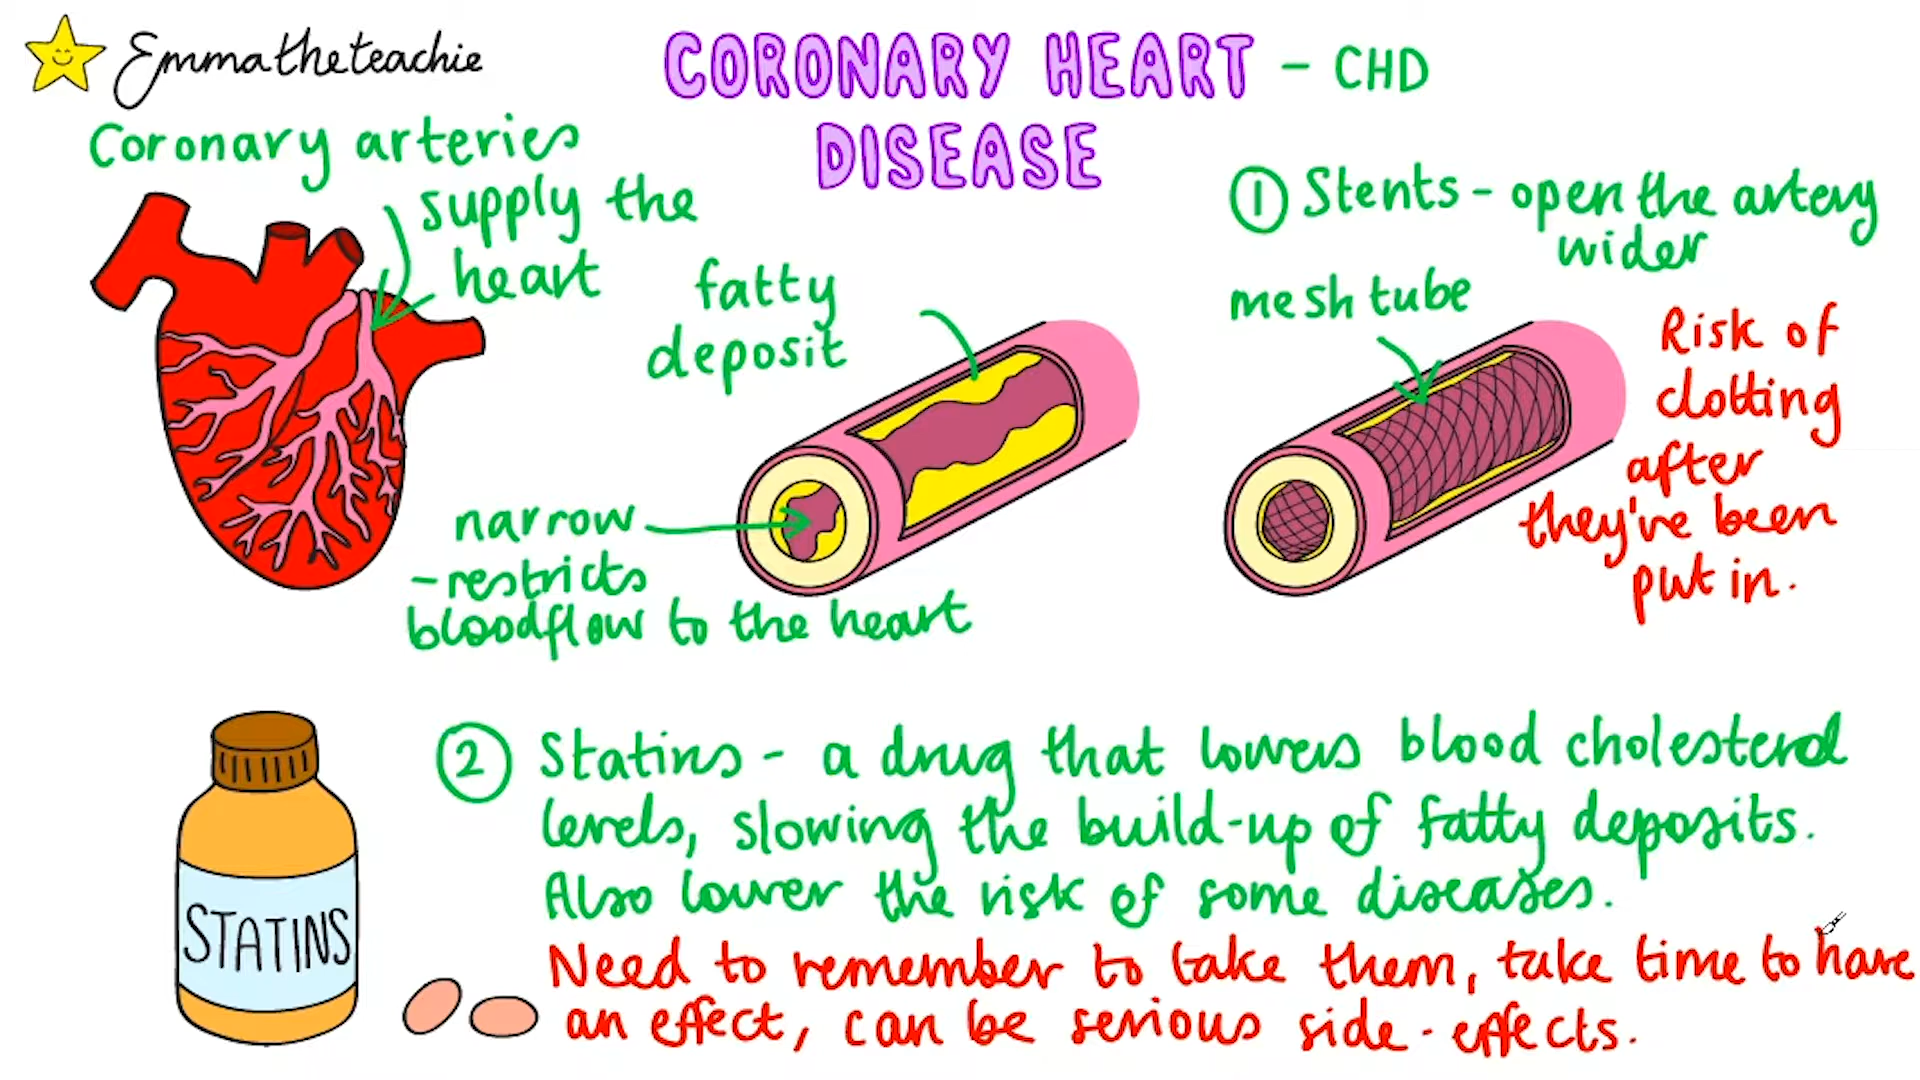 Emmatheteachie
CORONARY HEART - CHD
DISEASE
Coronary arteries
supply the
heart
fatty
deposit
narrow
- restricts
bloodflow to the heart
① Stents - open the artery
wider
mesh tube
Risk of
clotting
after
they've been
put in.
STATINS
② Statins - a drug that lowers blood cholesterol
levels, slowing the build-up of fatty deposits.
Also lower the risk of some diseases.
Need to remember to take them, take time to have
an effect, can be serious side-effects.